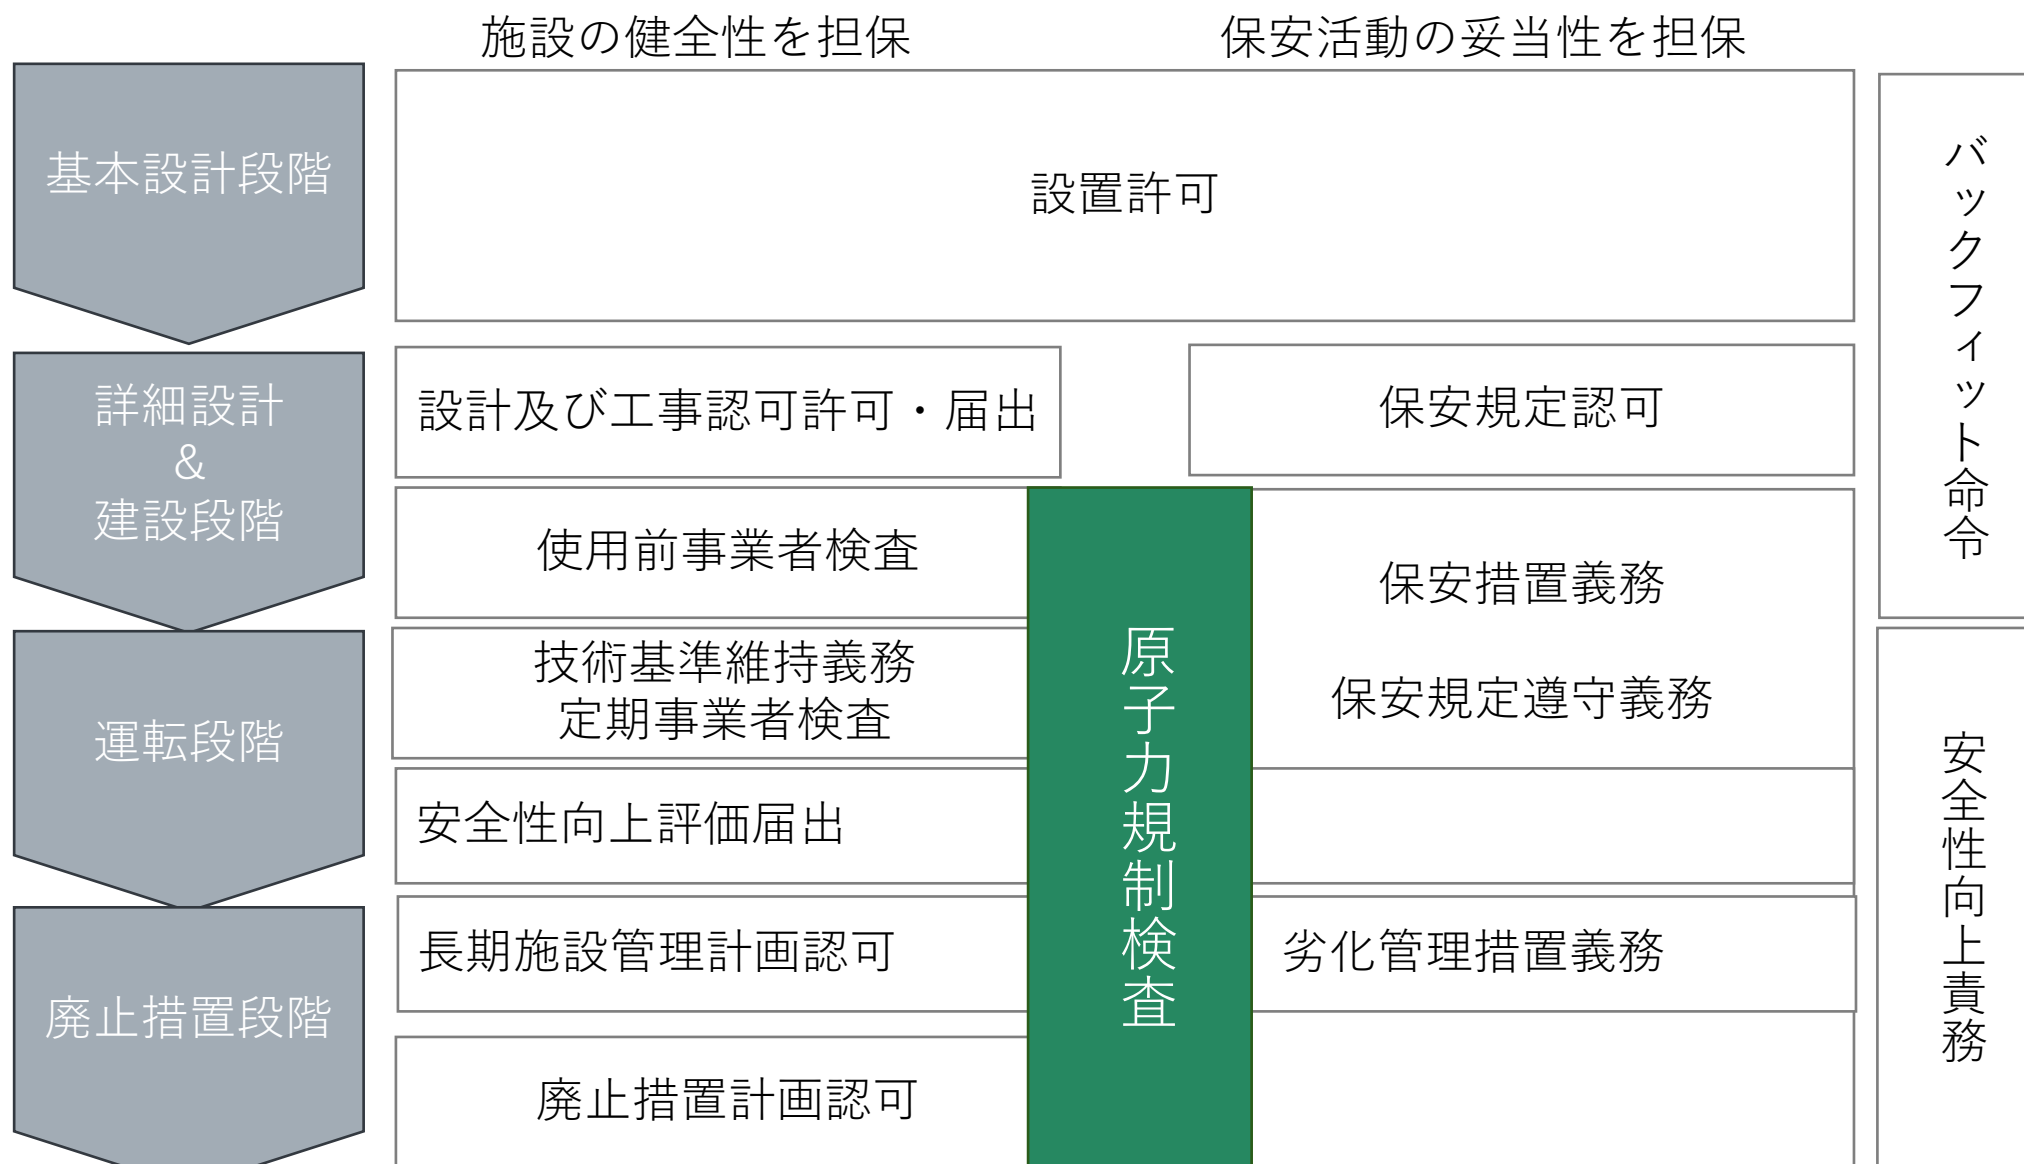 施設の健全性を担保
保安活動の妥当性を担保
基本設計段階
設置許可
バックフィット命令
詳細設計
&
建設段階
設計及び工事認可許可・届出
保安規定認可
使用前事業者検査
原子力規制検査
保安措置義務
保安規定遵守義務
運転段階
技術基準維持義務
定期事業者検査
安全性向上評価届出
安全性向上責務
廃止措置段階
長期施設管理計画認可
劣化管理措置義務
廃止措置計画認可